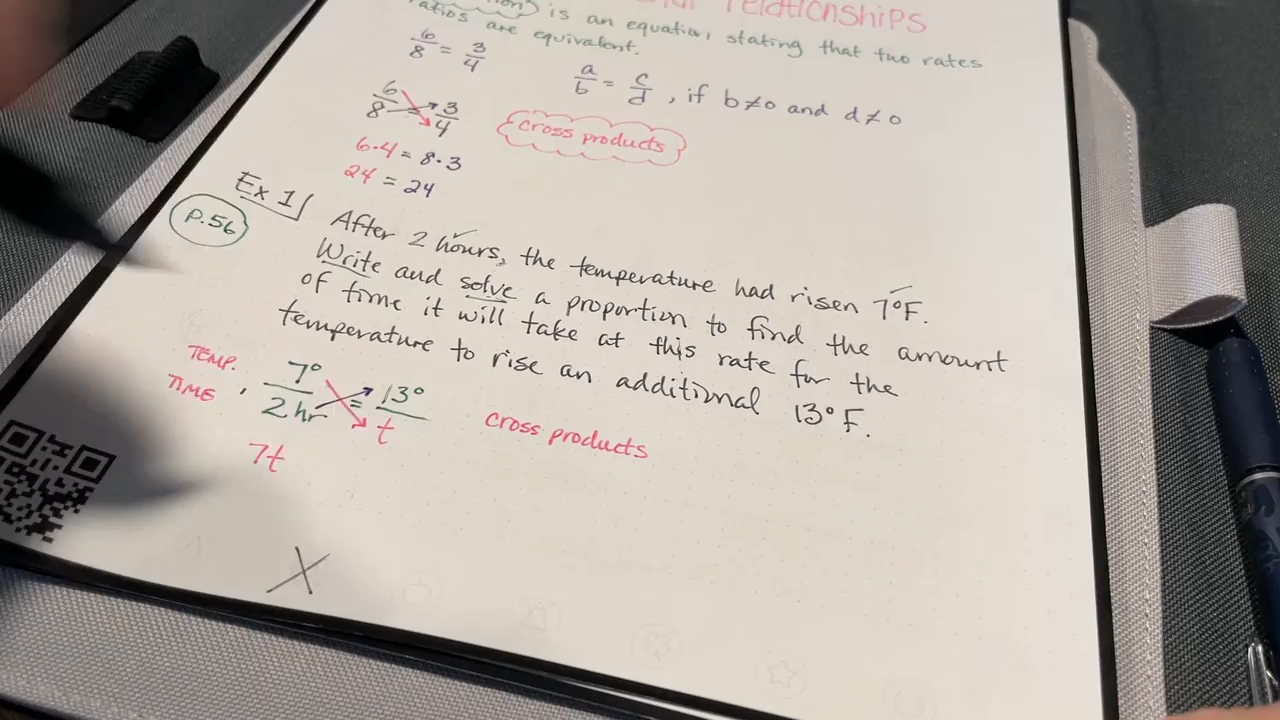 relationships
is an equation, stating that two rates
ratios are equivalent.
6/8 = 3/4
a/b = c/d , if b≠0 and d≠0
6/8 = 3/4
cross products
6·4 = 8·3
24 = 24
Ex 1
p.56
After 2 hours, the temperature had risen 7°F.
Write and solve a proportion to find the amount
of time it will take at this rate for the
temperature to rise an additional 13°F.
TEMP.
TIME
7°/2 hr = 13°/t
cross products
7t
X